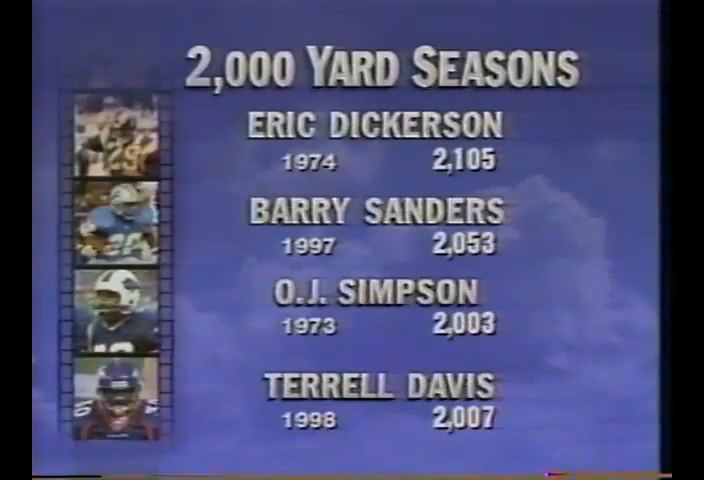 2,000 YARD SEASONS
ERIC DICKERSON
1974 2,105
BARRY SANDERS
1997 2,053
O.J. SIMPSON
1973 2,003
TERRELL DAVIS
1998 2,007